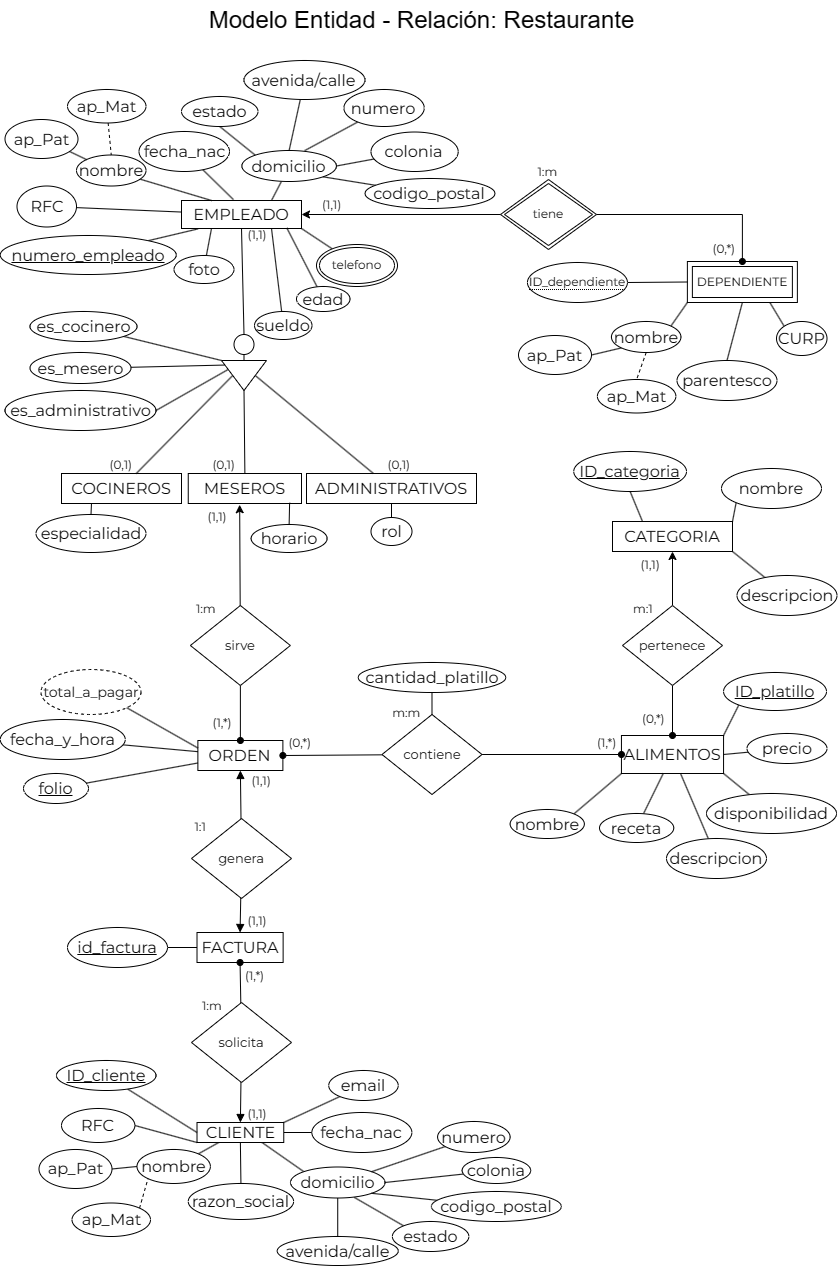 Modelo Entidad - Relación: Restaurante
avenida/calle
estado
numero
ap_Mat
ap_Pat
fecha_nac
colonia
nombre
domicilio
codigo_postal
1:m
RFC
EMPLEADO
(1,1)
tiene
(1,1)
numero_empleado
foto
telefono
(0,*)
ID_dependiente
DEPENDIENTE
edad
sueldo
es_cocinero
nombre
CURP
ap_Pat
es_mesero
parentesco
ap_Mat
es_administrativo
(0,1)
(0,1)
(0,1)
ID_categoria
nombre
COCINEROS
MESEROS
ADMINISTRATIVOS
(1,1)
especialidad
horario
rol
CATEGORIA
(1,1)
descripcion
1:m
m:1
sirve
pertenece
cantidad_platillo
total_a_pagar
ID_platillo
m:m
(1,*)
(0,*)
fecha_y_hora
(0,*)
(1,*)
ORDEN
contiene
ALIMENTOS
precio
(1,1)
folio
disponibilidad
nombre
receta
1:1
genera
descripcion
(1,1)
id_factura
FACTURA
(1,*)
1:m
solicita
ID_cliente
email
(1,1)
RFC
CLIENTE
fecha_nac
numero
ap_Pat
nombre
colonia
domicilio
razon_social
codigo_postal
ap_Mat
estado
avenida/calle